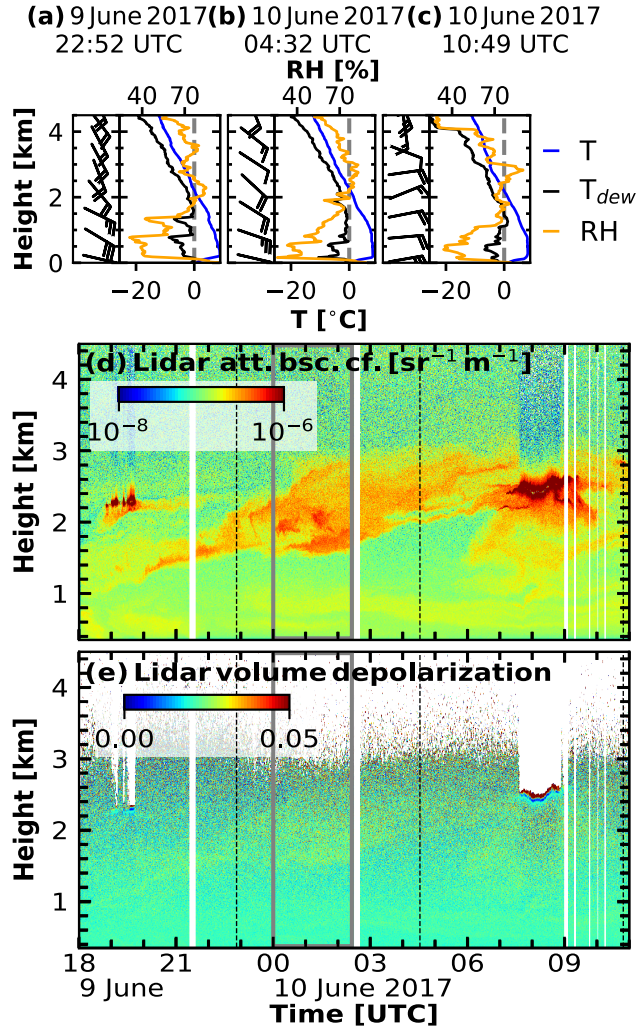 (a) 9 June 2017 (b) 10 June 2017 (c) 10 June 2017
22:52 UTC 04:32 UTC 10:49 UTC
RH [%]
40 70 40 70 40 70
Height [km]
4
2
0
T
T_dew
RH
−20 0 −20 0 −20 0
T [°C]
(d) Lidar att. bsc. cf. [sr⁻¹ m⁻¹]
10⁻⁸ 10⁻⁶
Height [km]
4
3
2
1
(e) Lidar volume depolarization
0.00 0.05
Height [km]
4
3
2
1
18 21 00 03 06 09
9 June 10 June 2017
Time [UTC]